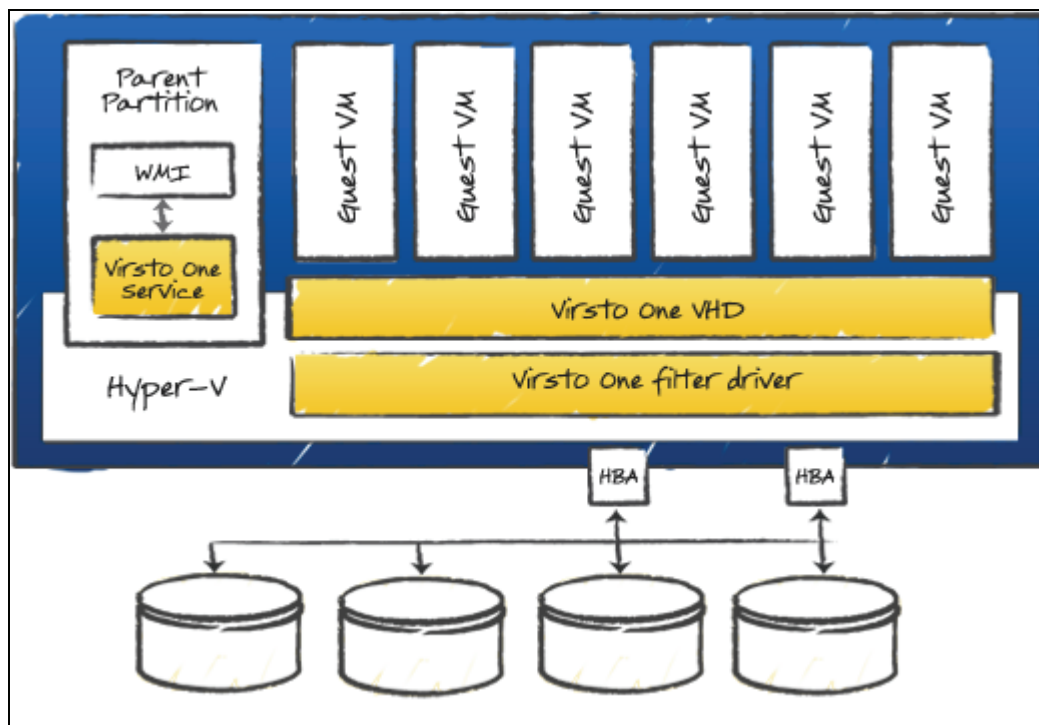 Parent
Partition
WMI
Virsto One
service
Guest VM
Guest VM
Guest VM
Guest VM
Guest VM
Guest VM
Virsto One VHD
Virsto One filter driver
Hyper-V
HBA
HBA